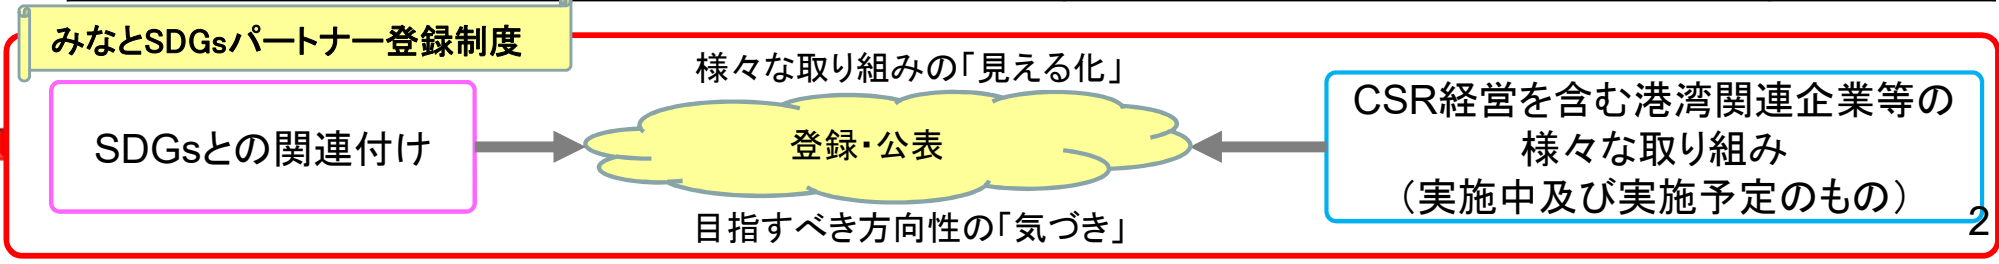 みなとSDGsパートナー登録制度
様々な取り組みの「見える化」
SDGsとの関連付け
登録・公表
CSR経営を含む港湾関連企業等の
様々な取り組み
（実施中及び実施予定のもの）
目指すべき方向性の「気づき」
2